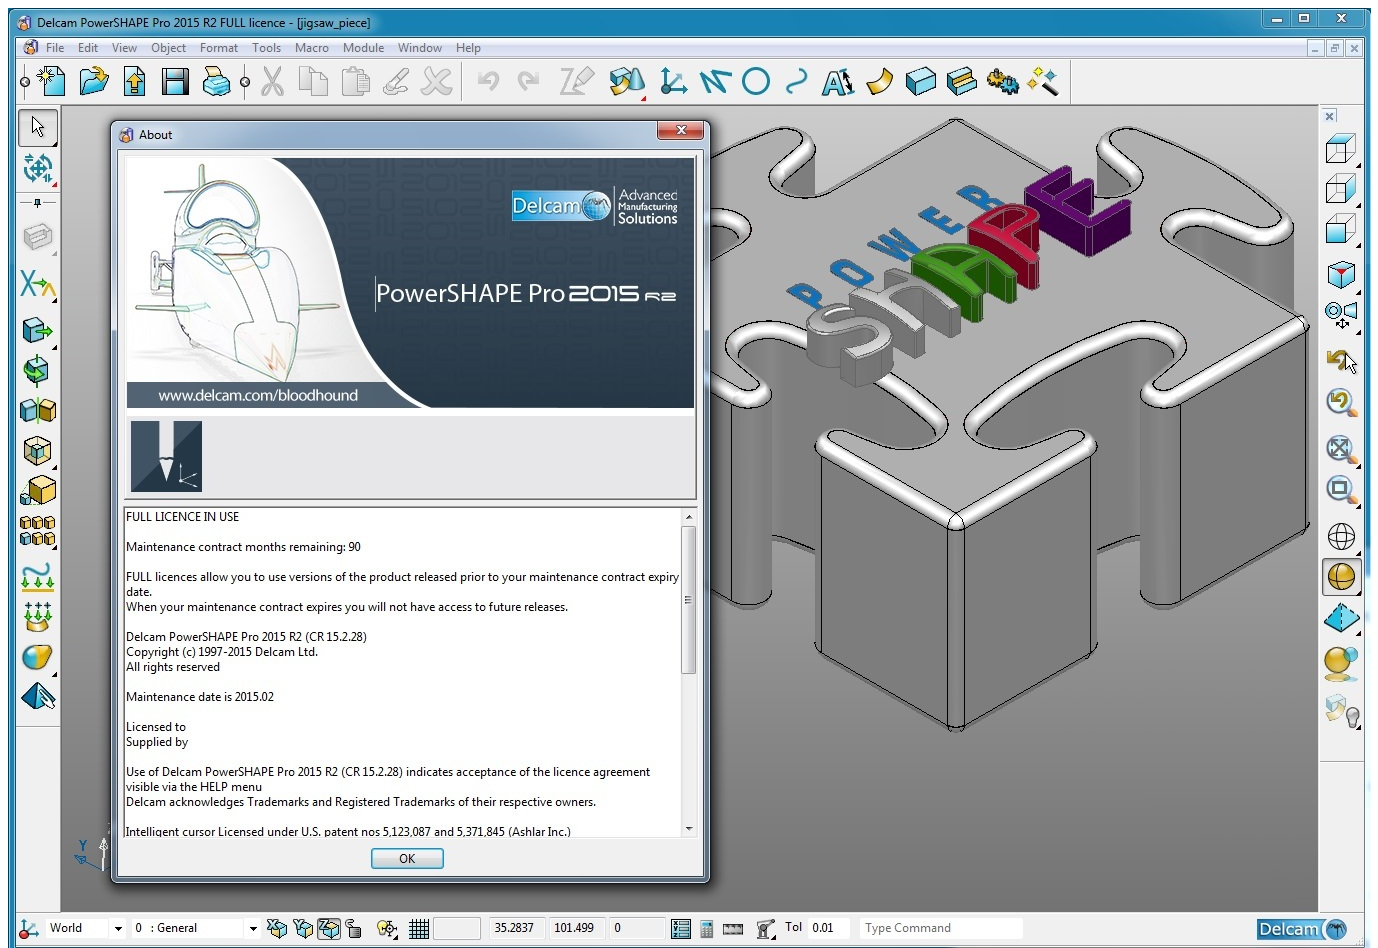 Delcam PowerSHAPE Pro 2015 R2 FULL licence - [jigsaw_piece]
File Edit View Object Format Tools Macro Module Window Help
About
Delcam
Advanced
Manufacturing
Solutions
PowerSHAPE Pro 2015 R2
www.delcam.com/bloodhound
POWER
SHAPE
FULL LICENCE IN USE
Maintenance contract months remaining: 90
FULL licences allow you to use versions of the product released prior to your maintenance contract expiry
date.
When your maintenance contract expires you will not have access to future releases.
Delcam PowerSHAPE Pro 2015 R2 (CR 15.2.28)
Copyright (c) 1997-2015 Delcam Ltd.
All rights reserved
Maintenance date is 2015.02
Licensed to
Supplied by
Use of Delcam PowerSHAPE Pro 2015 R2 (CR 15.2.28) indicates acceptance of the licence agreement
visible via the HELP menu
Delcam acknowledges Trademarks and Registered Trademarks of their respective owners.
Intelligent cursor Licensed under U.S. patent nos 5,123,087 and 5,371,845 (Ashlar Inc.)
OK
Y
World 0 : General 35.2837 101.499 0 Tol 0.01 Type Command Delcam